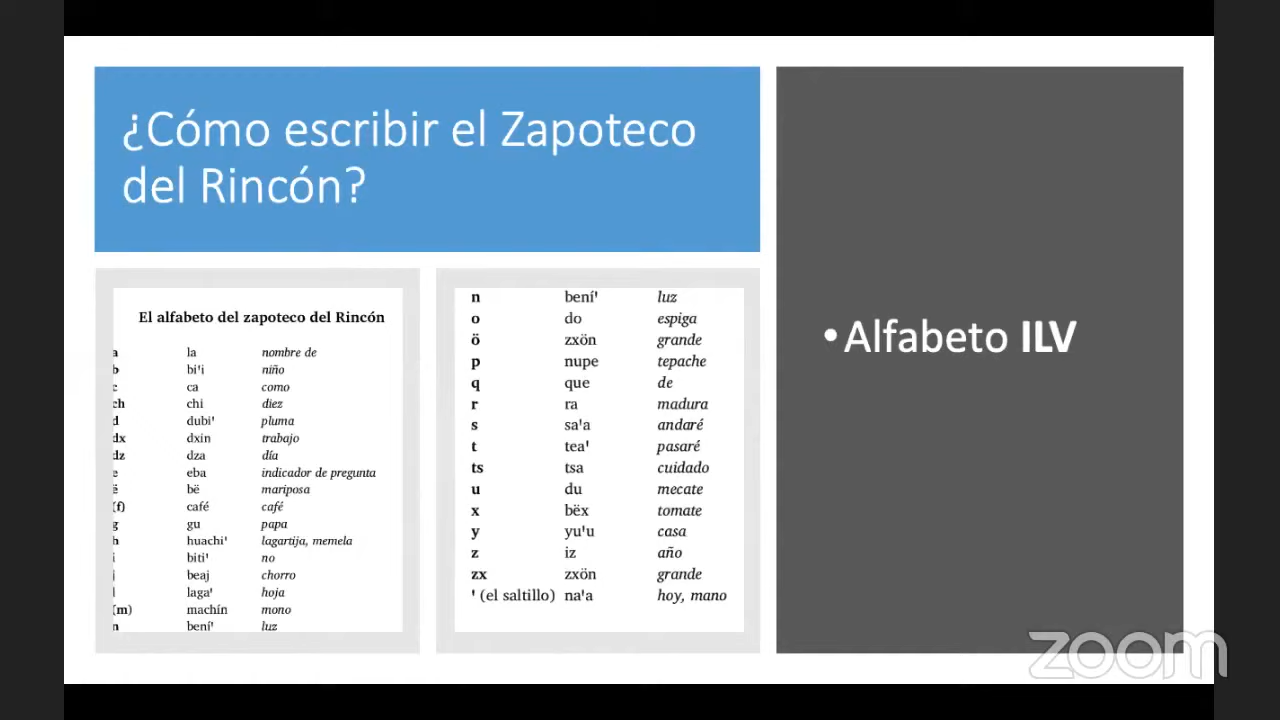 ¿Cómo escribir el Zapoteco
del Rincón?
El alfabeto del zapoteco del Rincón
a la nombre de
b bi'i niño
c ca como
ch chi diez
d dubi' pluma
dx dxin trabajo
dz dza día
e eba indicador de pregunta
ë bë mariposa
(f) café café
g gu papa
h huachi' lagartija, memela
i biti' no
j beaj chorro
l laga' hoja
(m) machín mono
n bení' luz
n bení' luz
o do espiga
ö zxön grande
p nupe tepache
q que de
r ra madura
s sa'a andaré
t tea' pasaré
ts tsa cuidado
u du mecate
x bëx tomate
y yu'u casa
z iz año
zx zxön grande
' (el saltillo) na'a hoy, mano
• Alfabeto ILV
zoom